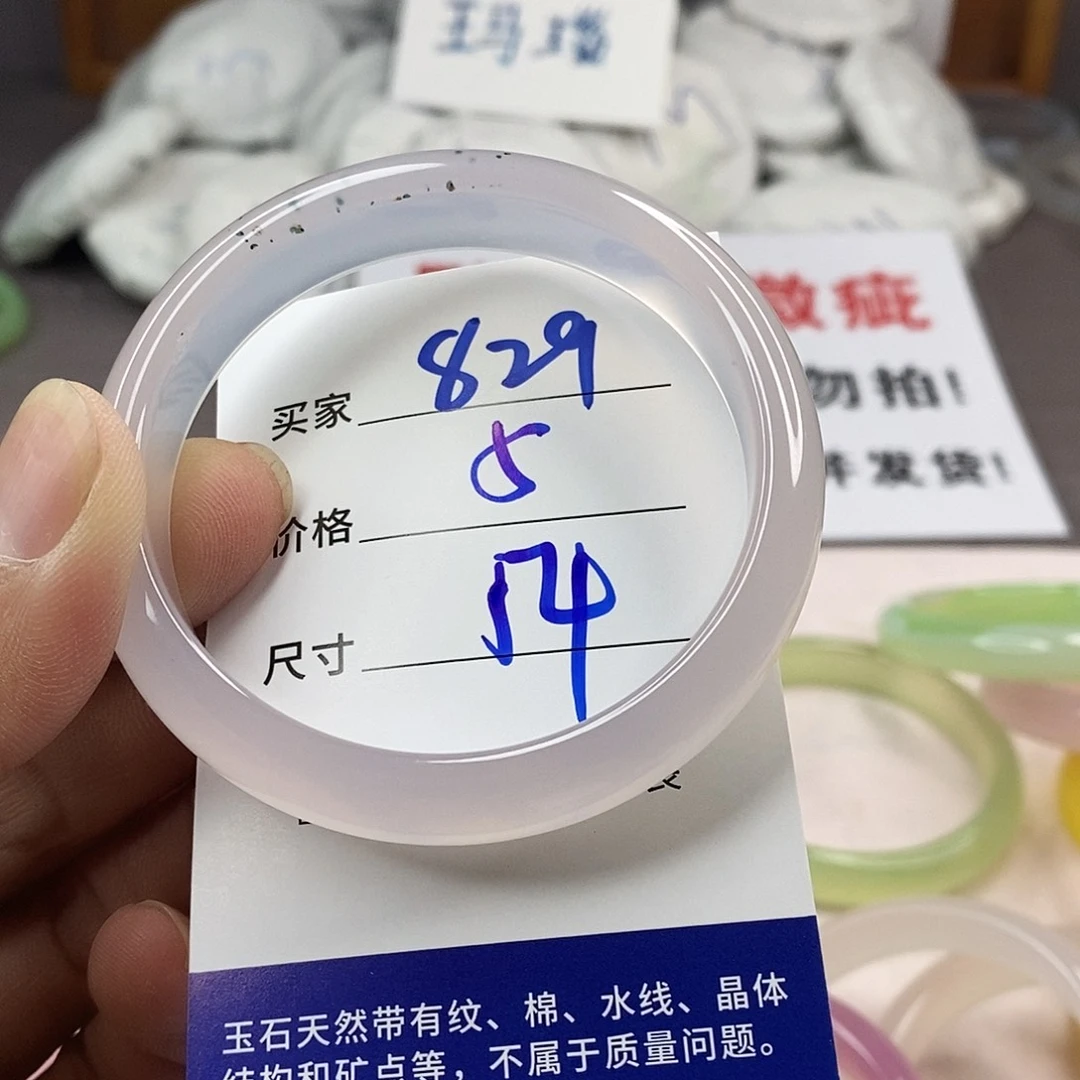 玛瑙
微疵
勿拍!
并发货!
买家 829
价格 5
尺寸 54
玉石天然带有纹、棉、水线、晶体
结构和矿点等，不属于质量问题。